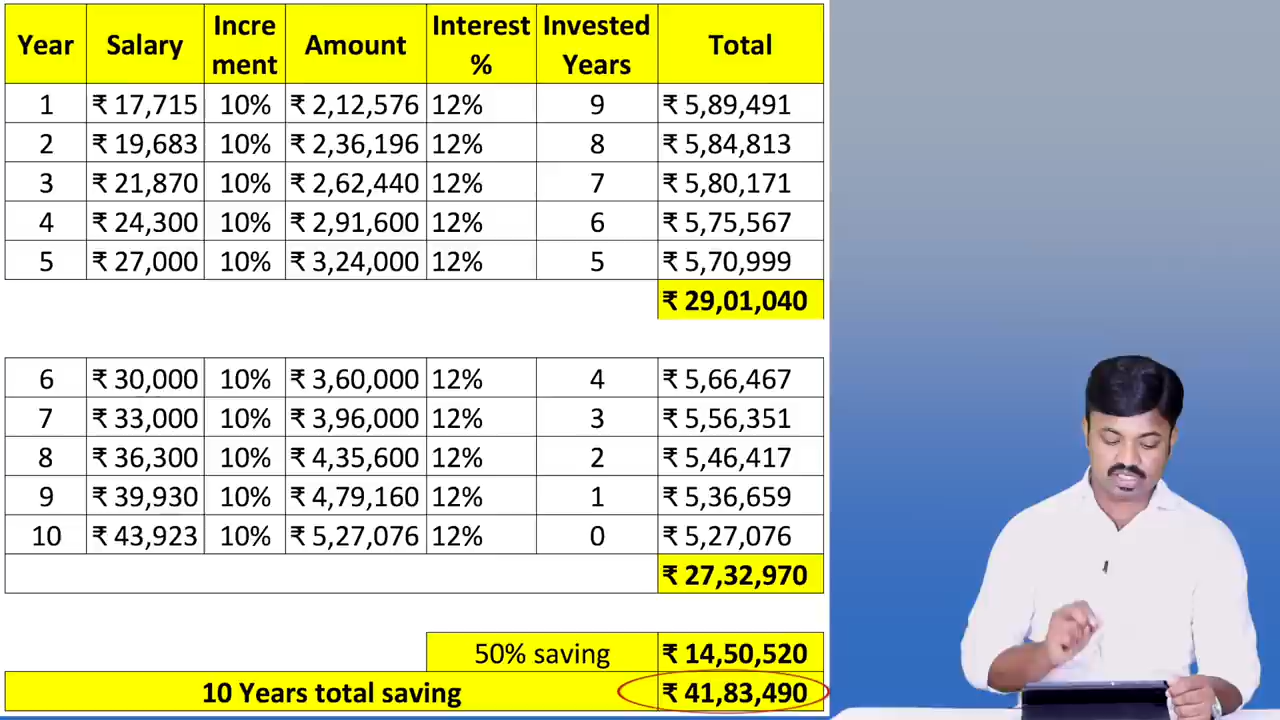 Year Salary Incre ment Amount Interest % Invested Years Total
1 ₹ 17,715 10% ₹ 2,12,576 12% 9 ₹ 5,89,491
2 ₹ 19,683 10% ₹ 2,36,196 12% 8 ₹ 5,84,813
3 ₹ 21,870 10% ₹ 2,62,440 12% 7 ₹ 5,80,171
4 ₹ 24,300 10% ₹ 2,91,600 12% 6 ₹ 5,75,567
5 ₹ 27,000 10% ₹ 3,24,000 12% 5 ₹ 5,70,999
₹ 29,01,040
6 ₹ 30,000 10% ₹ 3,60,000 12% 4 ₹ 5,66,467
7 ₹ 33,000 10% ₹ 3,96,000 12% 3 ₹ 5,56,351
8 ₹ 36,300 10% ₹ 4,35,600 12% 2 ₹ 5,46,417
9 ₹ 39,930 10% ₹ 4,79,160 12% 1 ₹ 5,36,659
10 ₹ 43,923 10% ₹ 5,27,076 12% 0 ₹ 5,27,076
₹ 27,32,970
50% saving ₹ 14,50,520
10 Years total saving ₹ 41,83,490